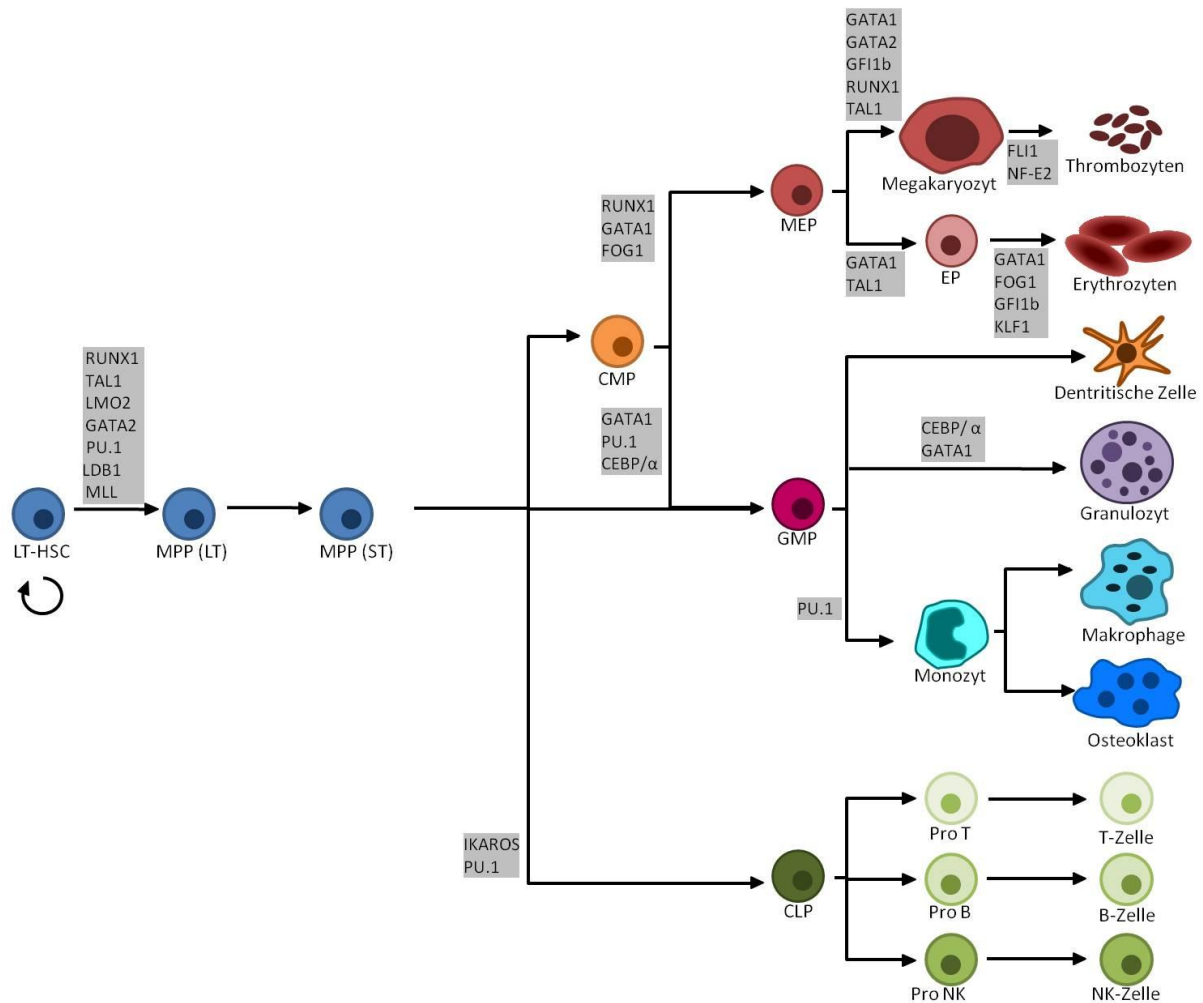 GATA1
GATA2
GFI1b
RUNX1
TAL1
Megakaryozyt
FLI1
NF-E2
Thrombozyten
RUNX1
GATA1
FOG1
MEP
GATA1
TAL1
EP
GATA1
FOG1
GFI1b
KLF1
Erythrozyten
CMP
Dentritische Zelle
RUNX1
TAL1
LMO2
GATA2
PU.1
LDB1
MLL
GATA1
PU.1
CEBP/α
CEBP/ α
GATA1
Granulozyt
LT-HSC
MPP (LT)
MPP (ST)
GMP
PU.1
Monozyt
Makrophage
Osteoklast
IKAROS
PU.1
CLP
Pro T
T-Zelle
Pro B
B-Zelle
Pro NK
NK-Zelle